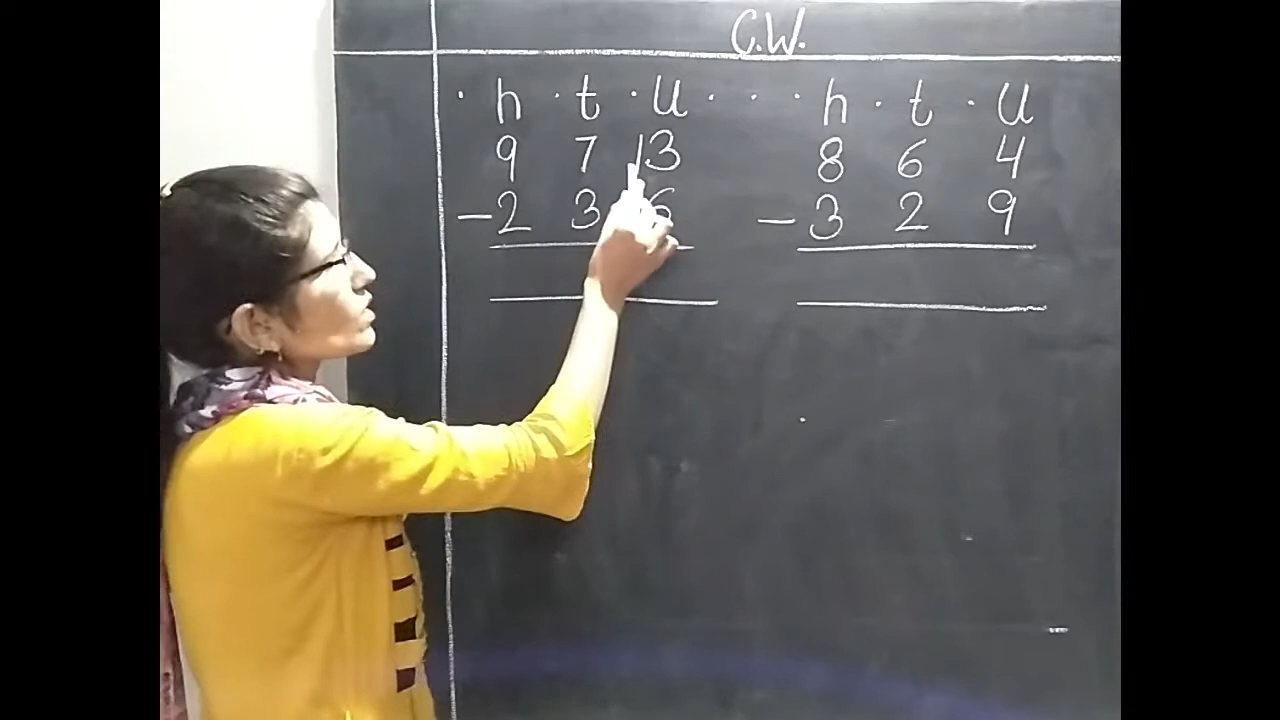 C.W.
· h · t · U · · · h · t · U
9 7 13 8 6 4
- 2 3 6 - 3 2 9